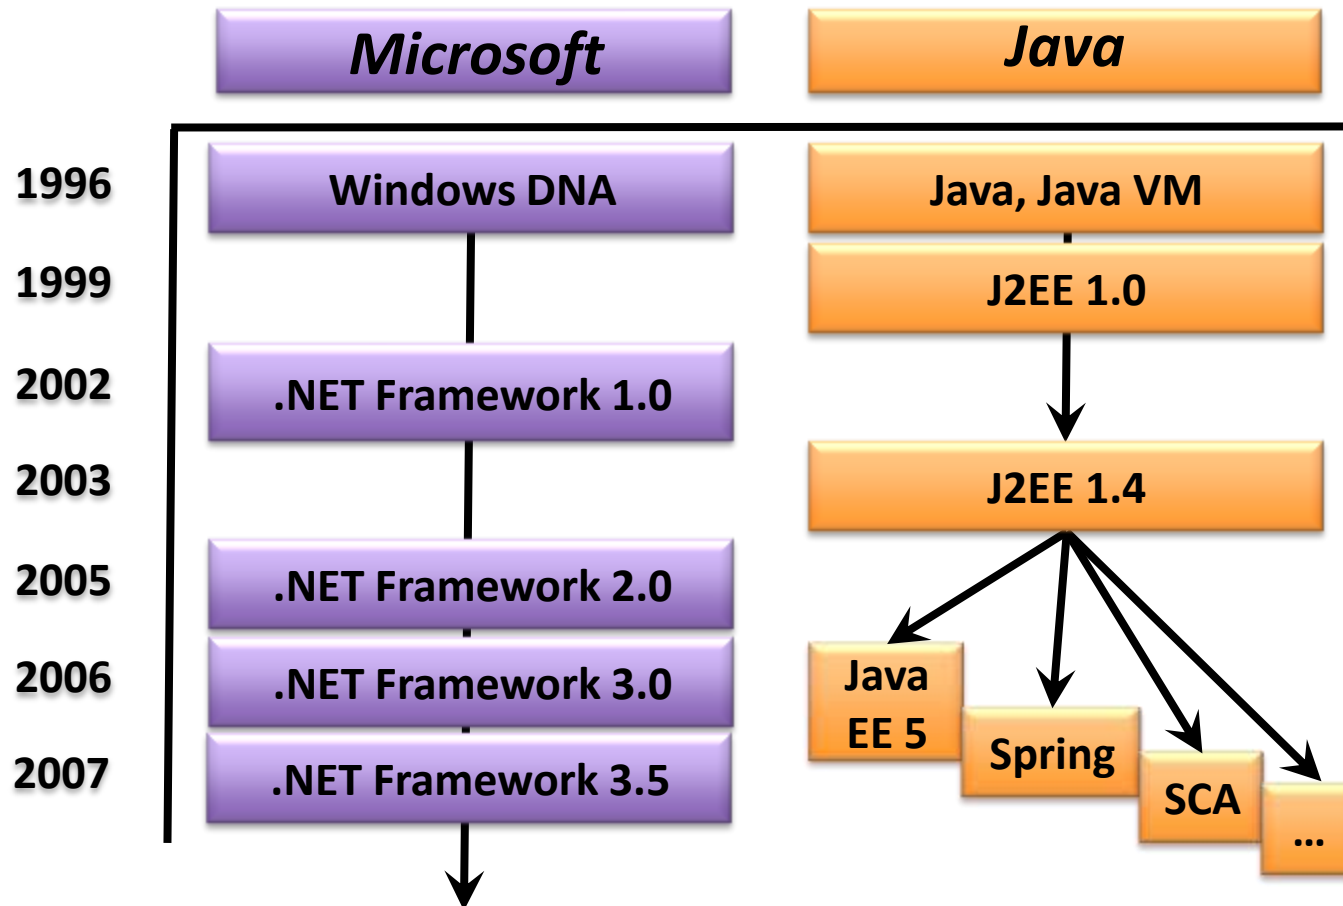 Microsoft
Java
1996
Windows DNA
Java, Java VM
1999
J2EE 1.0
2002
.NET Framework 1.0
2003
J2EE 1.4
2005
.NET Framework 2.0
2006
.NET Framework 3.0
Java
EE 5
Spring
2007
.NET Framework 3.5
SCA
...